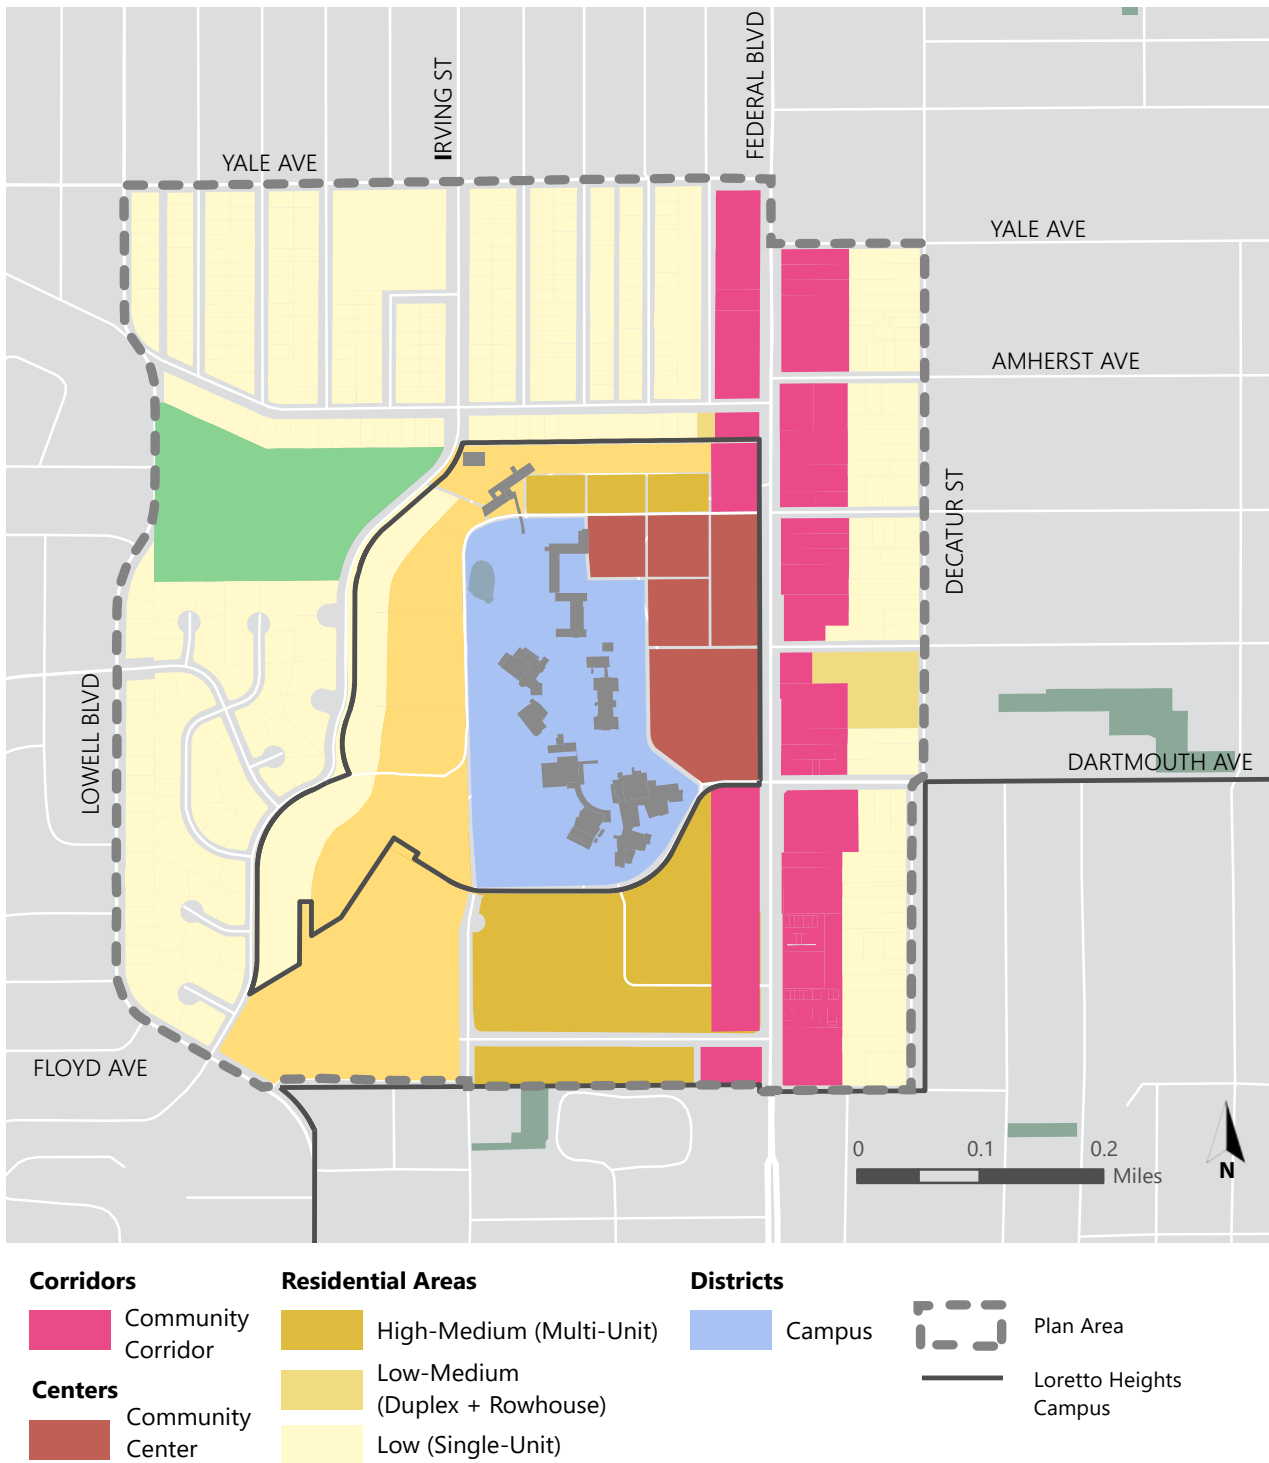 FEDERAL BLVD
IRVING ST
YALE AVE
YALE AVE
AMHERST AVE
DECATUR ST
LOWELL BLVD
DARTMOUTH AVE
FLOYD AVE
0 0.1 0.2
Miles
N
Corridors
Community
Corridor
Centers
Community
Center
Residential Areas
High-Medium (Multi-Unit)
Low-Medium
(Duplex + Rowhouse)
Low (Single-Unit)
Districts
Campus
Plan Area
Loretto Heights
Campus